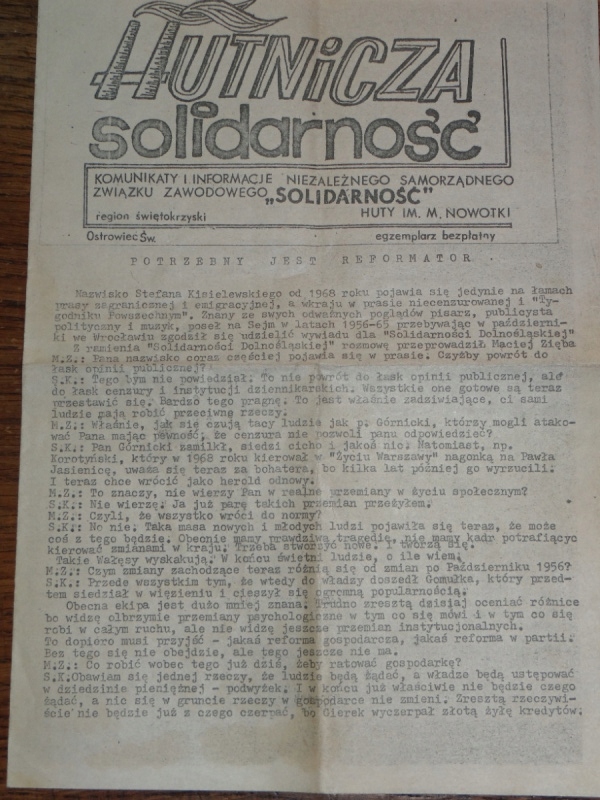 HUTNiCZA
solidarność
KOMUNIKATY I INFORMACJE NIEZALEŻNEGO SAMORZĄDNEGO
ZWIĄZKU ZAWODOWEGO „SOLIDARNOŚĆ"
region świętokrzyski HUTY IM. M. NOWOTKI
Ostrowiec Św. egzemplarz bezpłatny
POTRZEBNY JEST REFORMATOR.
Nazwisko Stefana Kisielewskiego od 1968 roku pojawia się jedynie na łamach
prasy zagranicznej i emigracyjnej, a wkraju w prasie niecenzurowanej i "Ty-
godniku Powszechnym". Znany ze swych odważnych poglądów pisarz, publicysta
polityczny i muzyk, poseł na Sejm w latach 1956-65 przebywając w październi-
ki we Wrocławiu zgodził się udzielić wywiadu dla "Solidarności Dolnośląskiej"
Z ramienia "Solidarności Dolnośląskiej" rozmowę przeprowadził Maciej Zięba
M.Z.: Pana nazwisko coraz częściej pojawia się w prasie. Czyżby powrót do
łask opinii publicznej?
S.K.: Tego bym nie powiedział. To nie powrót do łask opinii publicznej, ale
do łask cenzury i instytucji dziennikarskich. Wszystkie one gotowe są teraz
przestawić się. Bardzo tego pragnę. To jest właśnie zadziwiające, ci sami
ludzie mają robić przeciwne rzeczy.
M.Z.: Właśnie, jak się czują tacy ludzie jak p. Górnicki, którzy mogli atako-
wać Pana mając pewność, że cenzura nie pozwoli panu odpowiedzieć?
S.K.: Pan Górnicki zamilkł, siedzi cicho i jakoś nic. Natomiast, np.
Korotyński, który w 1968 roku kierował w "Życiu Warszawy" nagonką na Pawła
Jasienicę, uważa się teraz za bohatera, bo kilka lat później go wyrzucili.
I teraz chce wrócić jako herold odnowy.
M.Z.: To znaczy, nie wierzy Pan w realne przemiany w życiu społecznym?
S.K.: Nie wierzę. Ja już parę takich przemian przeżyłem.
M.Z.: Czyli, że wszystko wróci do normy?
S.K.: No nie. Taka masa nowych i młodych ludzi pojawiła się teraz, że może
coś z tego będzie. Obecnie mamy prawdziwą tragedię, nie mamy kadr potrafiącyc
kierować zmianami w kraju. Trzeba stworzyć nowe. I tworzą się.
Takie Wałęsy wyskakują. W końcu świetni ludzie, o ile wiem.
M.Z.: Czym zmiany zachodzące teraz różnią się od zmian po Październiku 1956?
S.K.: Przede wszystkim tym, że wtedy do władzy doszedł Gomułka, który przed-
tem siedział w więzieniu i cieszył się ogromną popularnością.
Obecna ekipa jest dużo mniej znana. Trudno zresztą dzisiaj oceniać różnice
bo widzę olbrzymie przemiany psychologiczne w tym co się mówi i w tym co się
robi w całym ruchu, ale nie widzę jeszcze przemian instytucjonalnych.
To dopiero musi przyjść – jakaś reforma gospodarcza, jakaś reforma w partii.
Bez tego się nie obejdzie, ale tego jeszcze nie ma.
M.Z.: Co robić wobec tego już dziś, żeby ratować gospodarkę?
S.K.Obawiam się jednej rzeczy, że ludzie będą żądać, a władze będą ustępować
w dziedzinie pieniężnej – podwyżek. I w końcu już właściwie nie będzie czego
żądać, a nic się w gruncie rzeczy w gospodarce nie zmieni. Zresztą rzeczywi-
ście nie będzie już z czego czerpać, bo Gierek wyczerpał złotą żyłę kredytów.